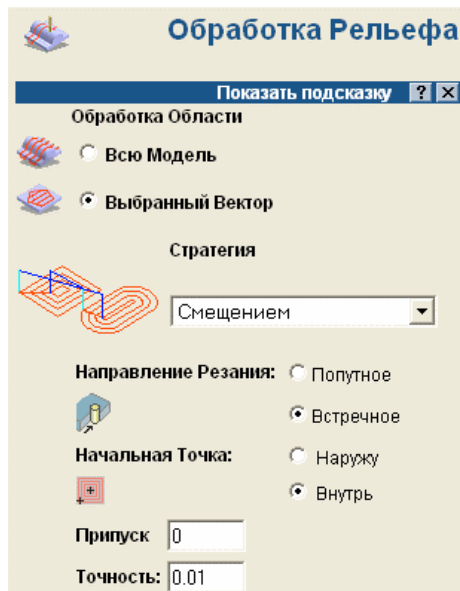 Обработка Рельефа
Показать подсказку ? ×
Обработка Области
Всю Модель
Выбранный Вектор
Стратегия
Смещением
Направление Резания: Попутное
Встречное
Начальная Точка: Наружу
Внутрь
Припуск 0
Точность: 0.01